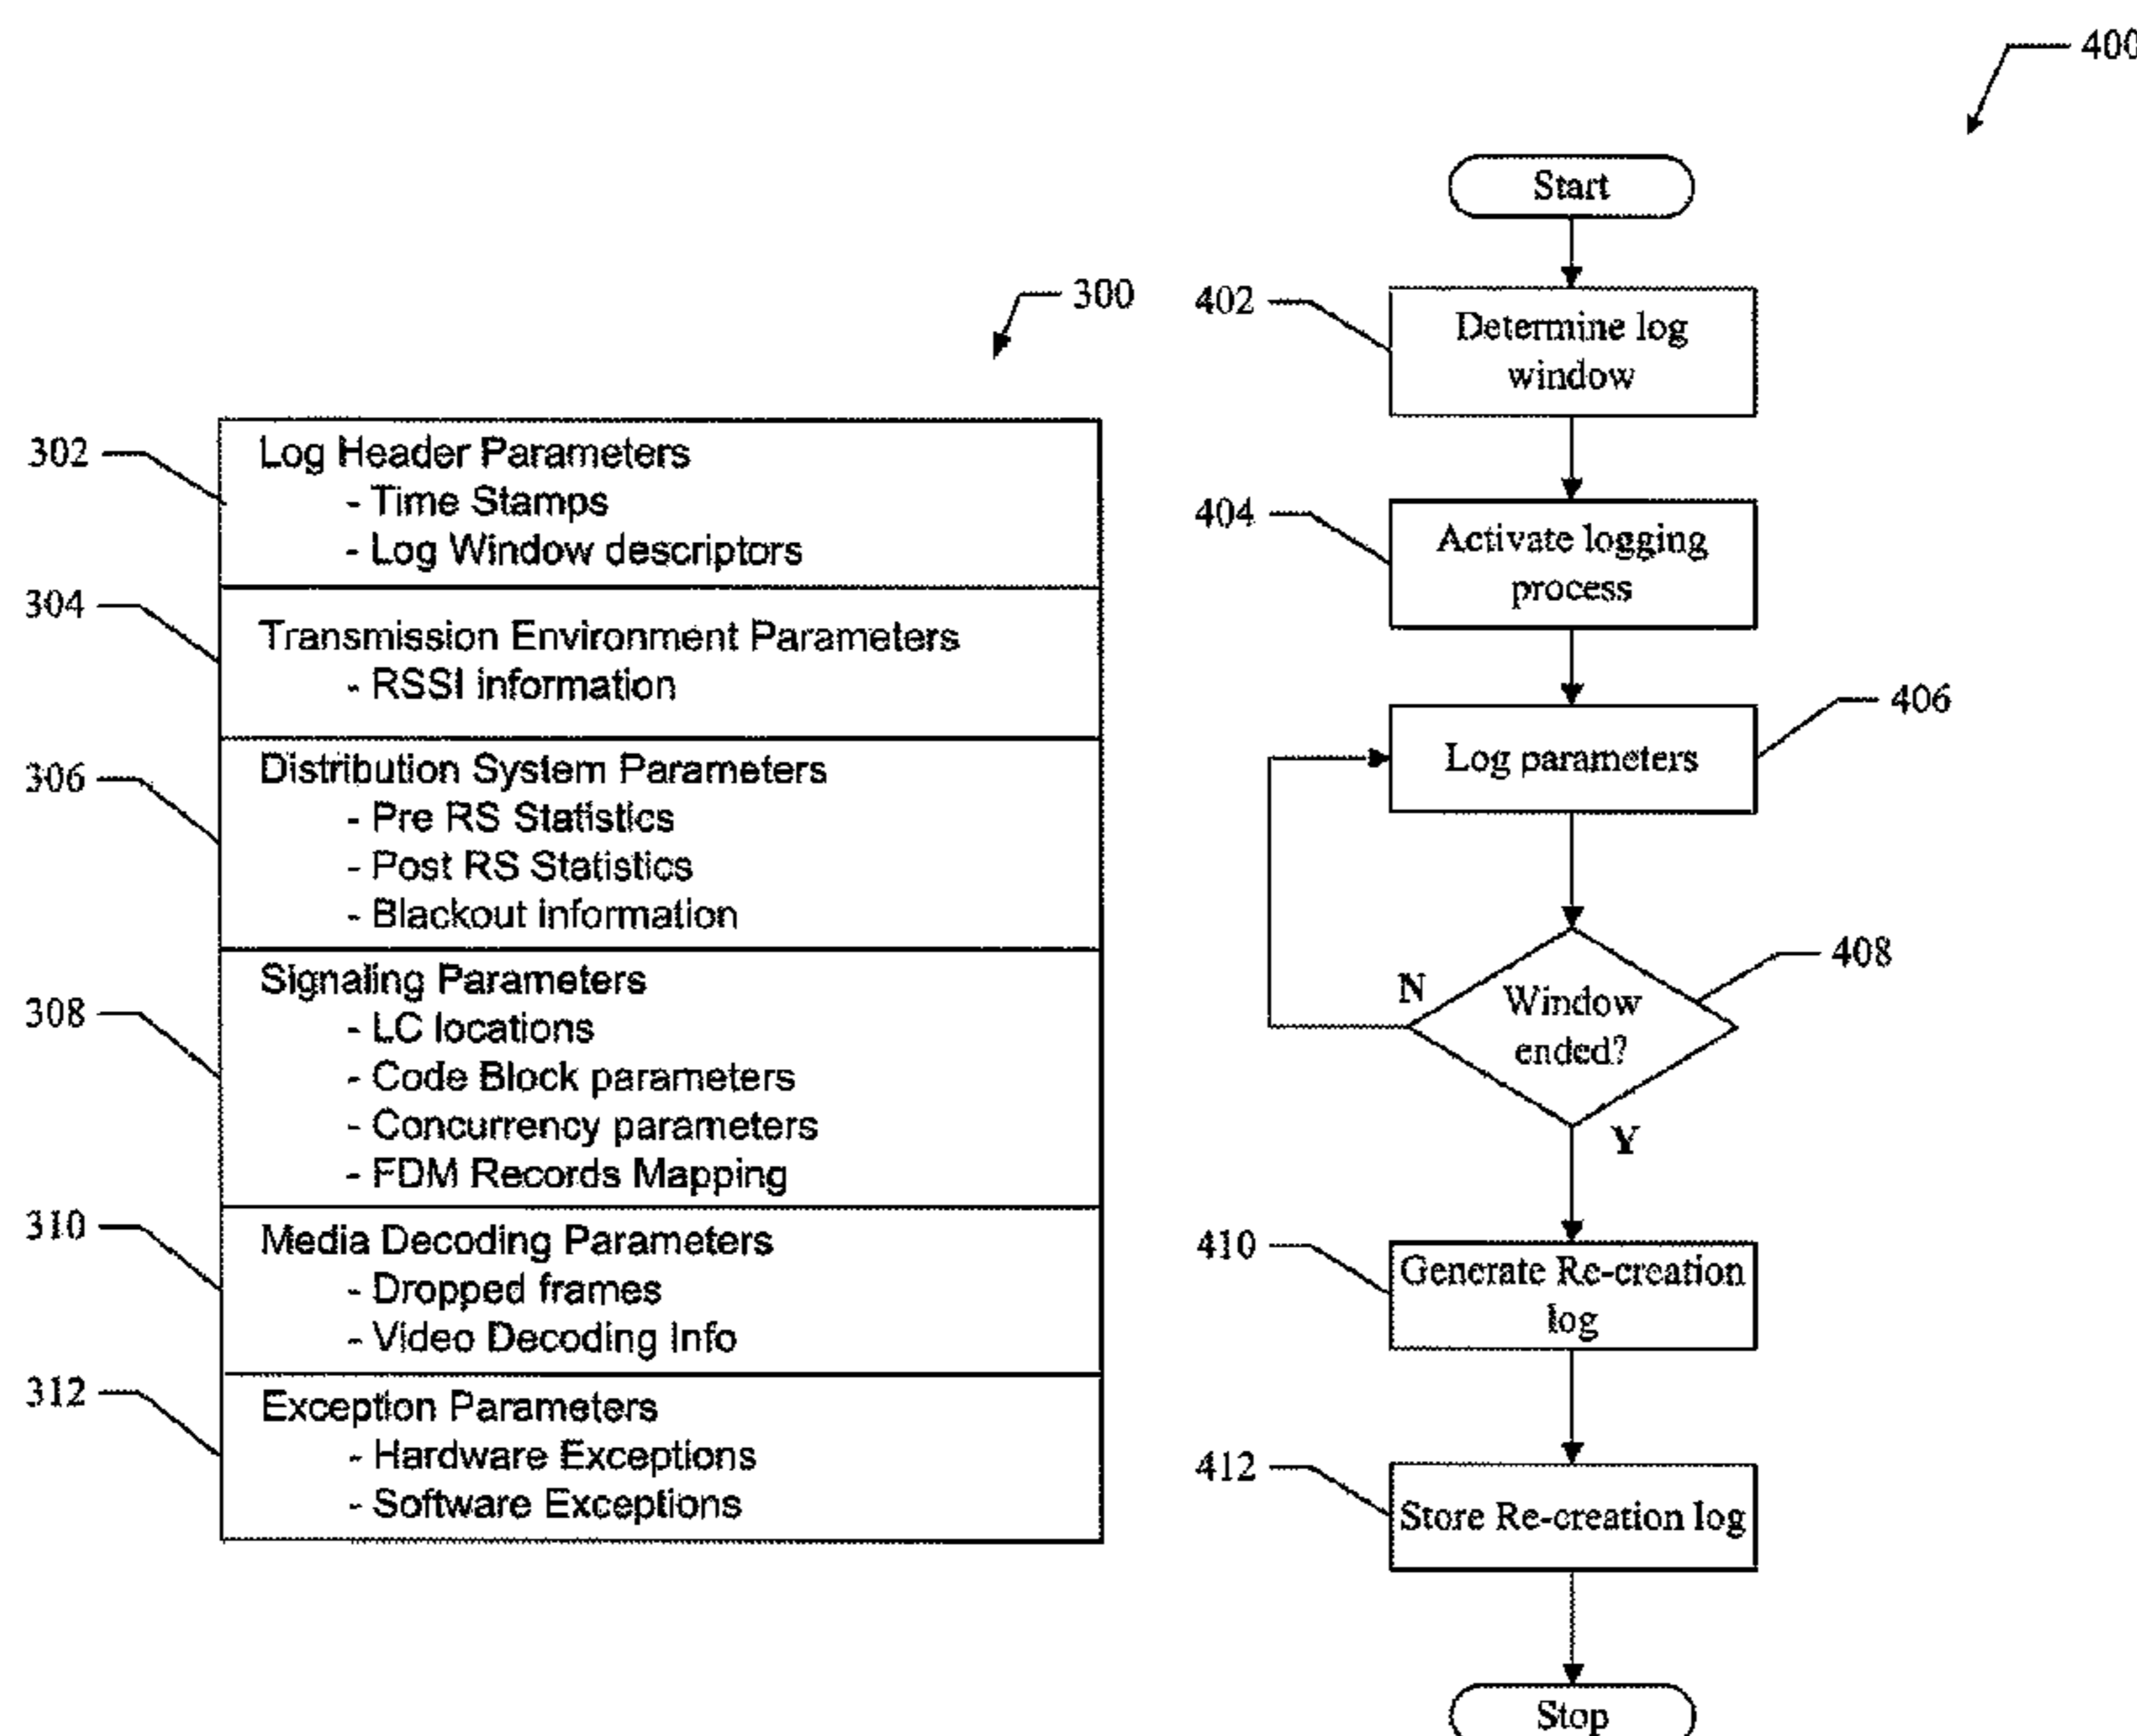 300
302
Log Header Parameters
- Time Stamps
- Log Window descriptors
304
Transmission Environment Parameters
- RSSI information
306
Distribution System Parameters
- Pre RS Statistics
- Post RS Statistics
- Blackout information
308
Signaling Parameters
- LC locations
- Code Block parameters
- Concurrency parameters
- FDM Records Mapping
310
Media Decoding Parameters
- Dropped frames
- Video Decoding Info
312
Exception Parameters
- Hardware Exceptions
- Software Exceptions
400
Start
402
Determine log
window
404
Activate logging
process
406
Log parameters
408
N
Window
ended?
Y
410
Generate Re-creation
log
412
Store Re-creation log
Stop